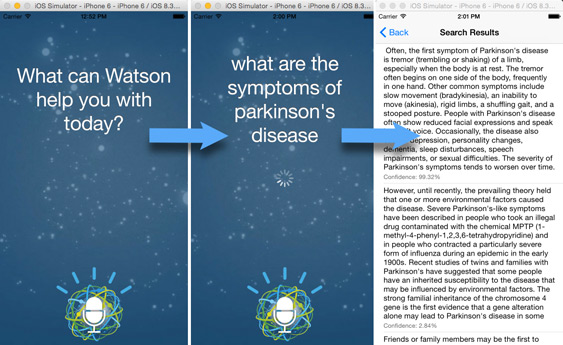 iOS Simulator - iPhone 6 - iPhone 6 / iOS 8.3...
Carrier 12:52 PM
What can Watson
help you with
today?
iOS Simulator - iPhone 6 - iPhone 6 / iOS 8.3...
Carrier 2:00 PM
what are the
symptoms of
parkinson's
disease
iOS Simulator - iPhone 6 - iPhone 6 / iOS 8.3...
Carrier 2:01 PM
Back Search Results
Often, the first symptom of Parkinson's disease
is tremor (trembling or shaking) of a limb,
especially when the body is at rest. The tremor
often begins on one side of the body, frequently
in one hand. Other common symptoms include
slow movement (bradykinesia), an inability to
move (akinesia), rigid limbs, a shuffling gait, and a
stooped posture. People with Parkinson's disease
often show reduced facial expressions and speak
voice. Occasionally, the disease also
depression, personality changes,
dementia, sleep disturbances, speech
impairments, or sexual difficulties. The severity of
Parkinson's symptoms tends to worsen over time.
Confidence: 99.32%
However, until recently, the prevailing theory held
that one or more environmental factors caused
the disease. Severe Parkinson's-like symptoms
have been described in people who took an illegal
drug contaminated with the chemical MPTP (1-
methyl-4-phenyl-1,2,3,6-tetrahydropyridine) and
in people who contracted a particularly severe
form of influenza during an epidemic in the early
1900s. Recent studies of twins and families with
Parkinson's have suggested that some people
have an inherited susceptibility to the disease that
may be influenced by environmental factors. The
strong familial inheritance of the chromosome 4
gene is the first evidence that a gene alteration
alone may lead to Parkinson's disease in some
Confidence: 2.84%
Friends or family members may be the first to